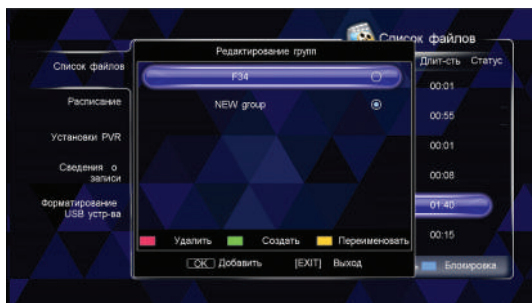 Список файлов
Редактирование групп
Длит-сть Статус
Список файлов
Расписание
Установки PVR
Сведения о
записи
Форматирование
USB устр-ва
F34
NEW group
00:01
00:55
00:01
00:08
01:40
00:15
Удалить Создать Переименовать
OK Добавить [EXIT] Выход
Блокировка